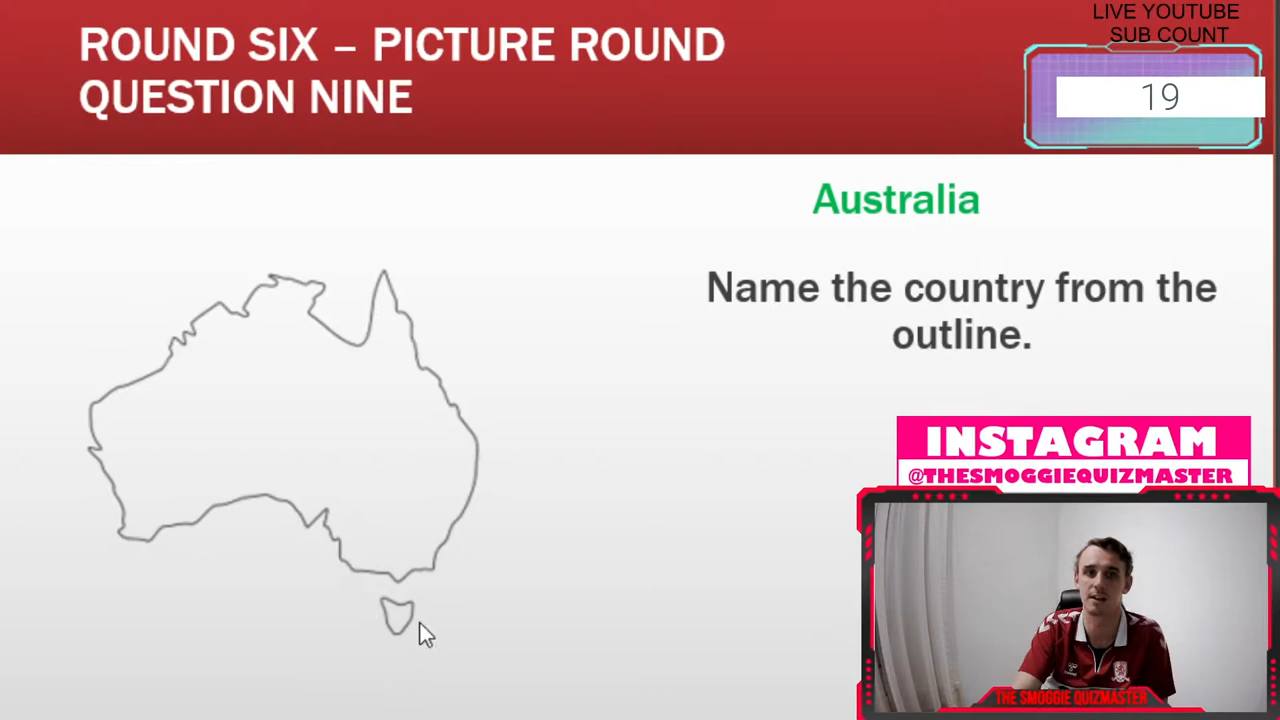 ROUND SIX – PICTURE ROUND
QUESTION NINE
LIVE YOUTUBE
SUB COUNT
19
Australia
Name the country from the
outline.
INSTAGRAM
@THESMOGGIEQUIZMASTER
THE SMOGGIE QUIZMASTER